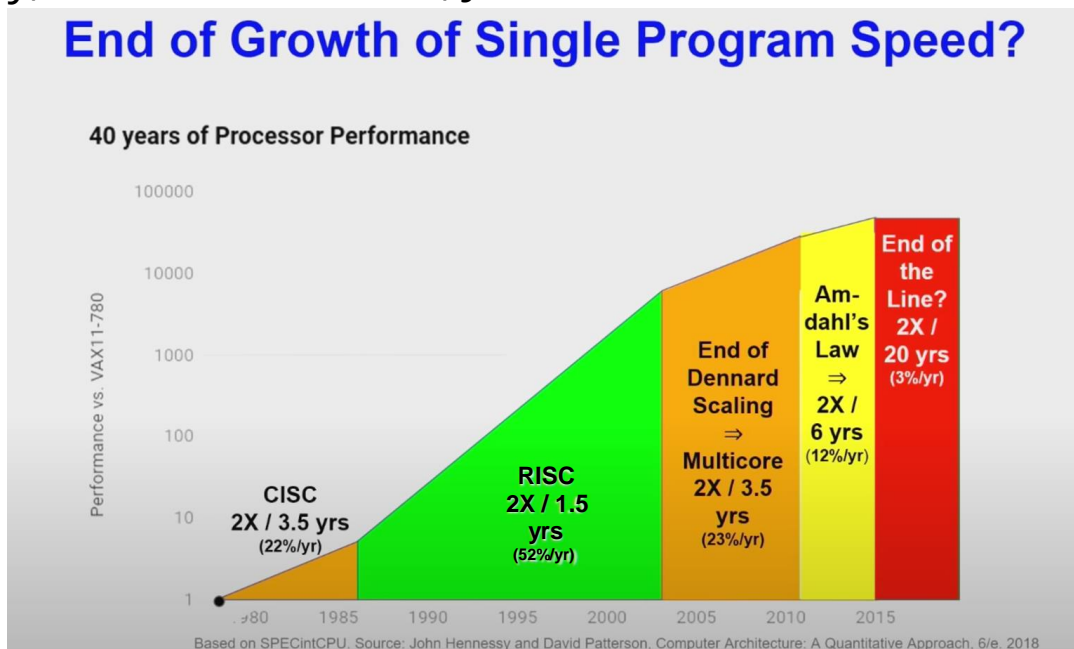 End of Growth of Single Program Speed?
40 years of Processor Performance
Performance vs. VAX11-780
100000
10000
1000
100
10
1
CISC
2X / 3.5 yrs
(22%/yr)
RISC
2X / 1.5
yrs
(52%/yr)
End of
Dennard
Scaling
⇒
Multicore
2X / 3.5
yrs
(23%/yr)
Am-
dahl's
Law
⇒
2X /
6 yrs
(12%/yr)
End of
the
Line?
2X /
20 yrs
(3%/yr)
1985 1990 1995 2000 2005 2010 2015
Based on SPECintCPU. Source: John Hennessy and David Patterson, Computer Architecture: A Quantitative Approach, 6/e. 2018